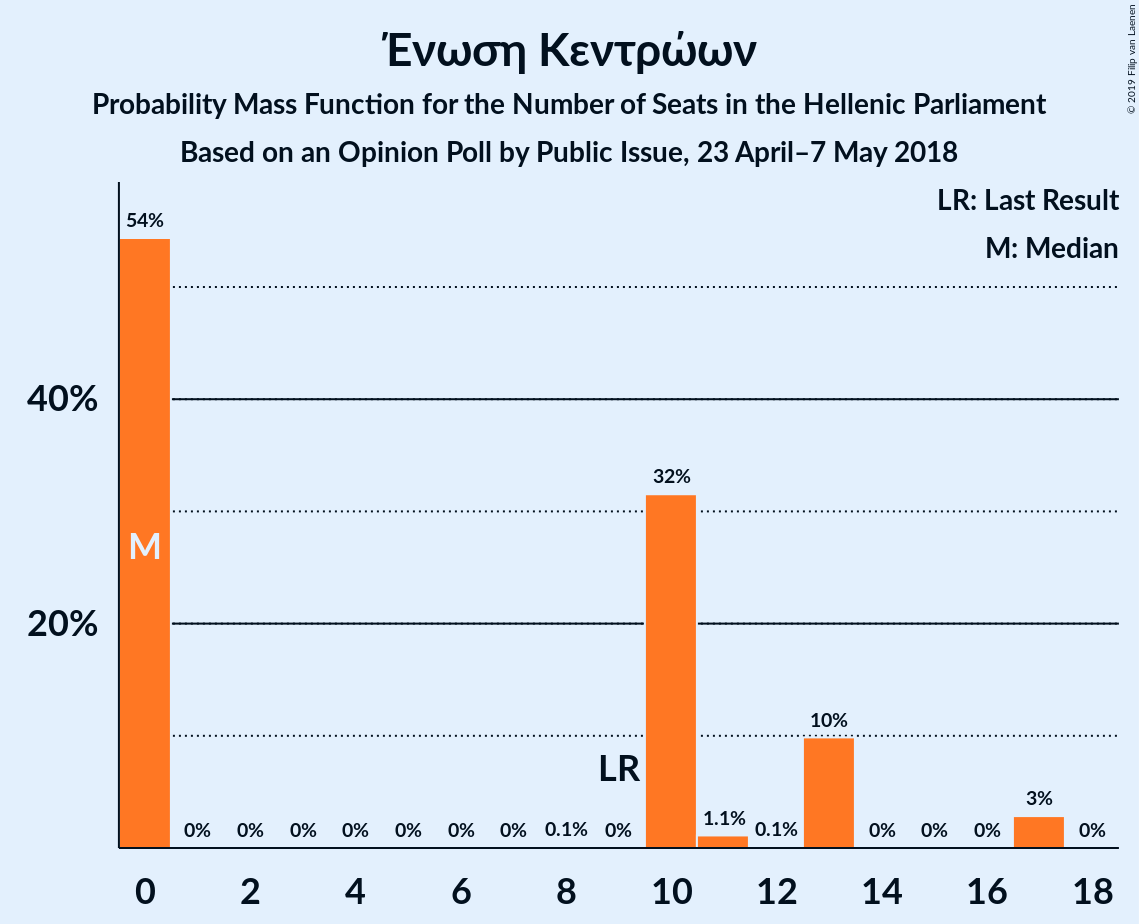 Ένωση Κεντρώων
Probability Mass Function for the Number of Seats in the Hellenic Parliament
Based on an Opinion Poll by Public Issue, 23 April–7 May 2018
© 2019 Filip van Laenen
LR: Last Result
M: Median
54%
40%
32%
M
20%
10%
LR
3%
0% 0% 0% 0% 0% 0% 0% 0.1% 0% 1.1% 0.1% 0% 0% 0% 0%
0 2 4 6 8 10 12 14 16 18